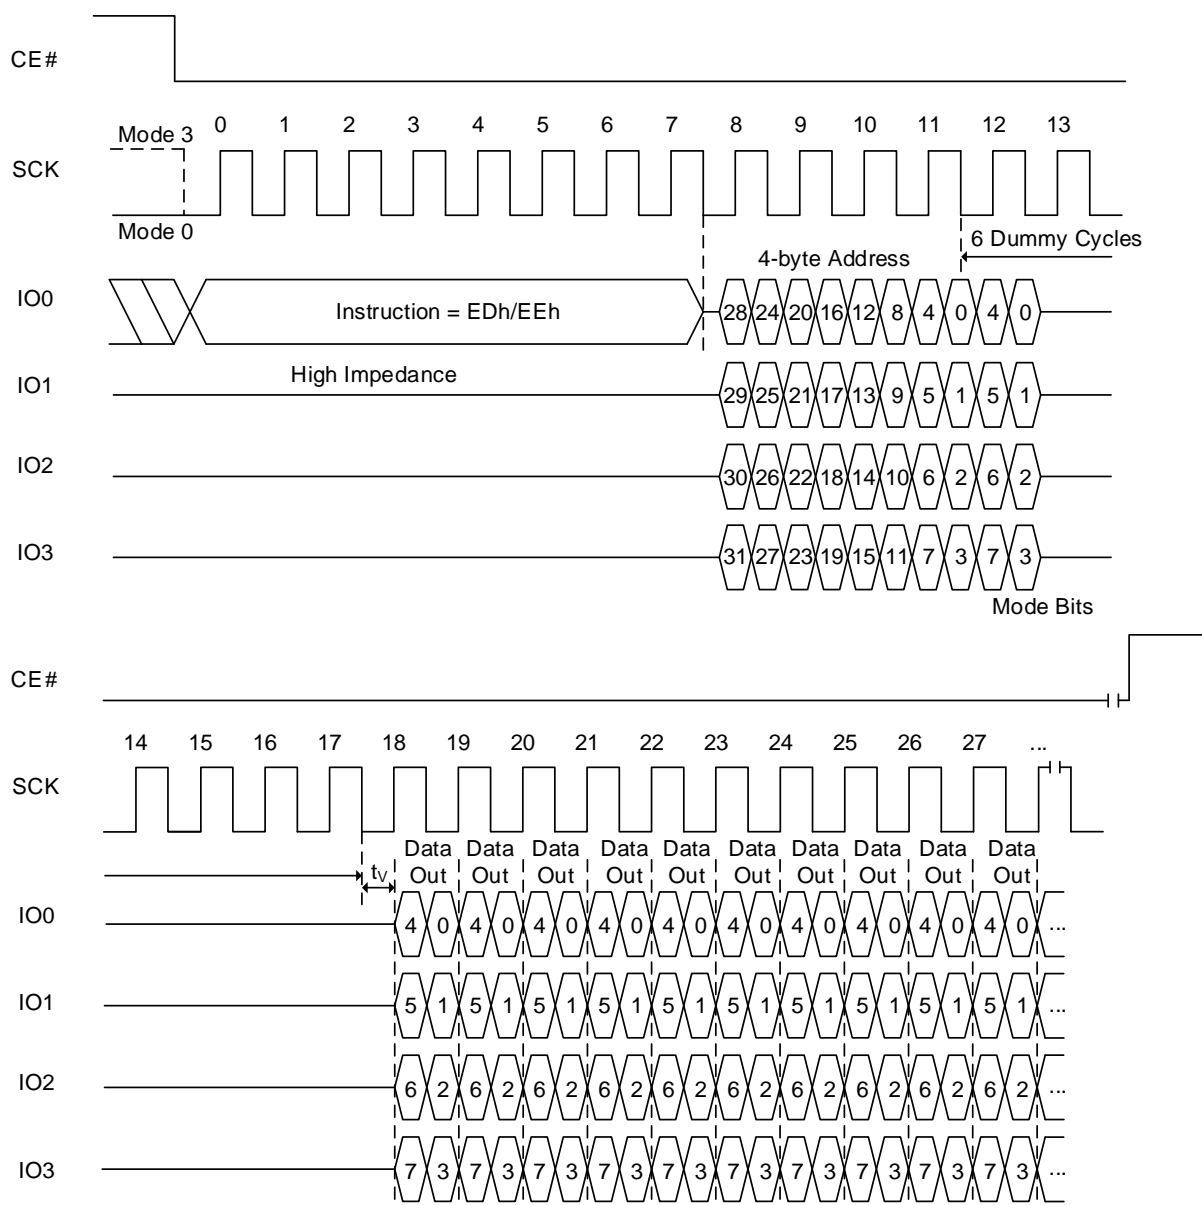 CE#
Mode 3 0 1 2 3 4 5 6 7 8 9 10 11 12 13
SCK
Mode 0
6 Dummy Cycles
4-byte Address
IO0 Instruction = EDh/EEh 28 24 20 16 12 8 4 0 4 0
High Impedance
IO1 29 25 21 17 13 9 5 1 5 1
IO2 30 26 22 18 14 10 6 2 6 2
IO3 31 27 23 19 15 11 7 3 7 3
Mode Bits
CE#
14 15 16 17 18 19 20 21 22 23 24 25 26 27 ...
SCK
Data Data Data Data Data Data Data Data Data Data
tV Out Out Out Out Out Out Out Out Out Out
IO0 4 0 4 0 4 0 4 0 4 0 4 0 4 0 4 0 4 0 4 0 ...
IO1 5 1 5 1 5 1 5 1 5 1 5 1 5 1 5 1 5 1 5 1 ...
IO2 6 2 6 2 6 2 6 2 6 2 6 2 6 2 6 2 6 2 6 2 ...
IO3 7 3 7 3 7 3 7 3 7 3 7 3 7 3 7 3 7 3 7 3 ...